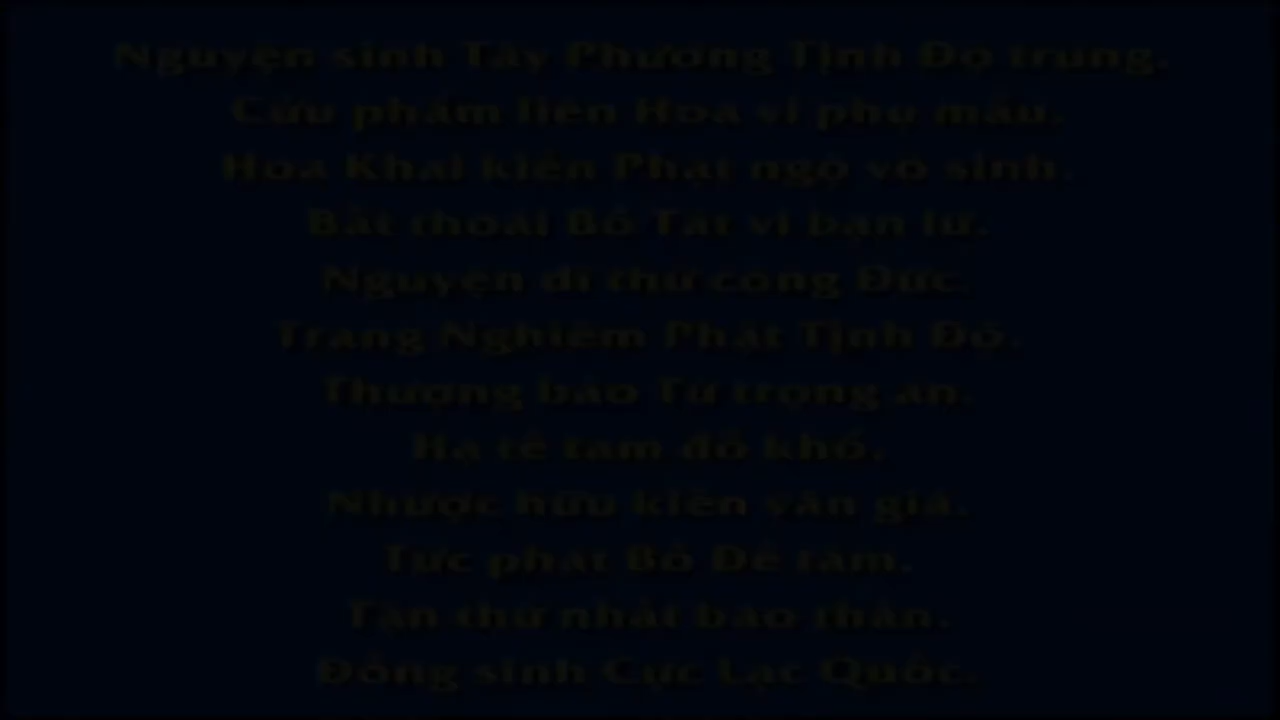 Nguyện sinh Tây Phương Tịnh Độ trung.
Cửu phẩm liên Hoa vi phụ mẫu.
Hoa Khai kiến Phật ngộ vô sinh.
Bất thoái Bồ Tát vi bạn lữ.
Nguyện dĩ thử công Đức.
Trang Nghiêm Phật Tịnh Độ.
Thượng báo Tứ trọng ân.
Hạ tế tam đồ khổ.
Nhược hữu kiến văn giả.
Tức phát Bồ Đề tâm.
Tận thử nhất báo thân.
Đồng sinh Cực Lạc Quốc.